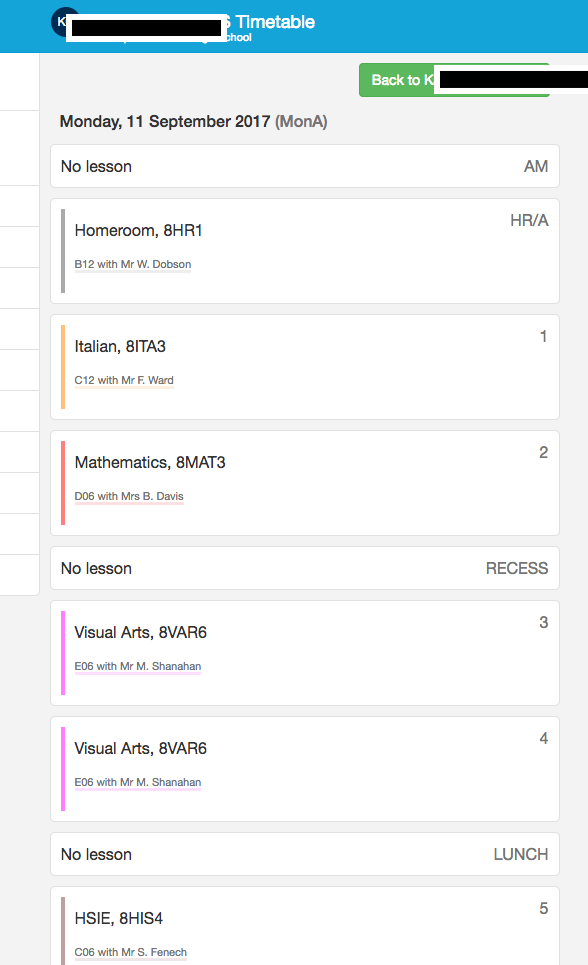 K
Timetable
chool
Back to K
Monday, 11 September 2017 (MonA)
No lesson AM
Homeroom, 8HR1 HR/A
B12 with Mr W. Dobson
Italian, 8ITA3 1
C12 with Mr F. Ward
Mathematics, 8MAT3 2
D06 with Mrs B. Davis
No lesson RECESS
Visual Arts, 8VAR6 3
E06 with Mr M. Shanahan
Visual Arts, 8VAR6 4
E06 with Mr M. Shanahan
No lesson LUNCH
HSIE, 8HIS4 5
C06 with Mr S. Fenech